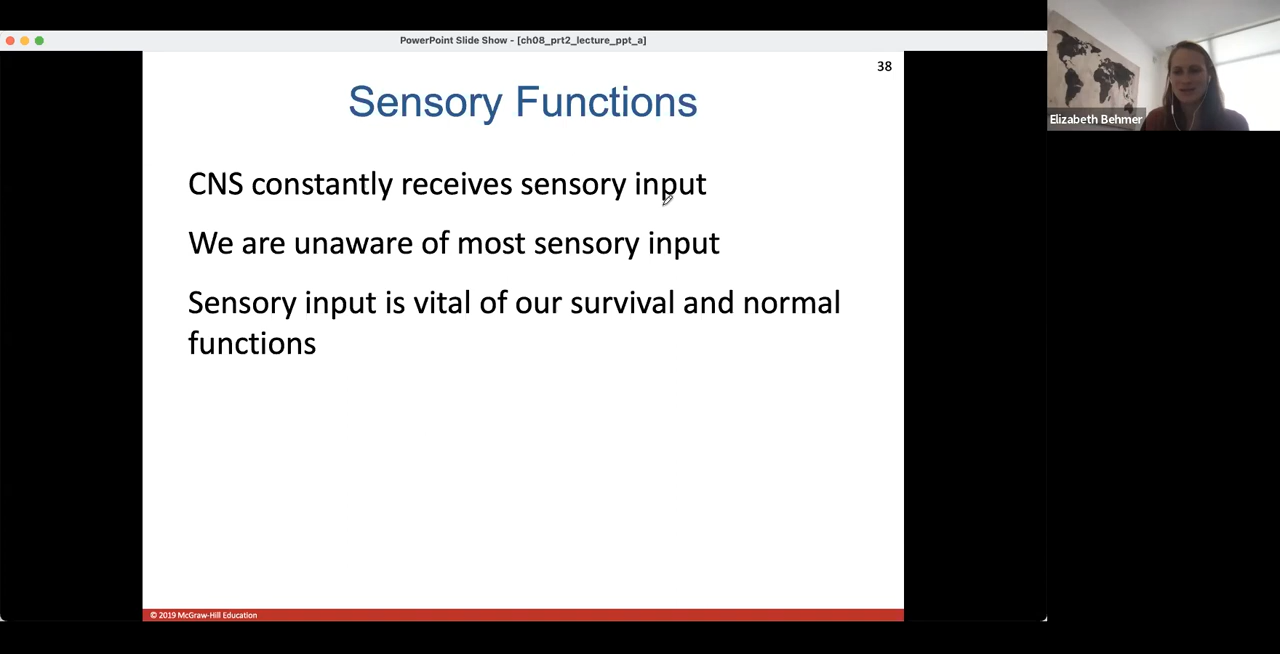 PowerPoint Slide Show - [ch08_prt2_lecture_ppt_a]
38
Sensory Functions
Elizabeth Behmer
CNS constantly receives sensory input
We are unaware of most sensory input
Sensory input is vital of our survival and normal
functions
© 2019 McGraw-Hill Education